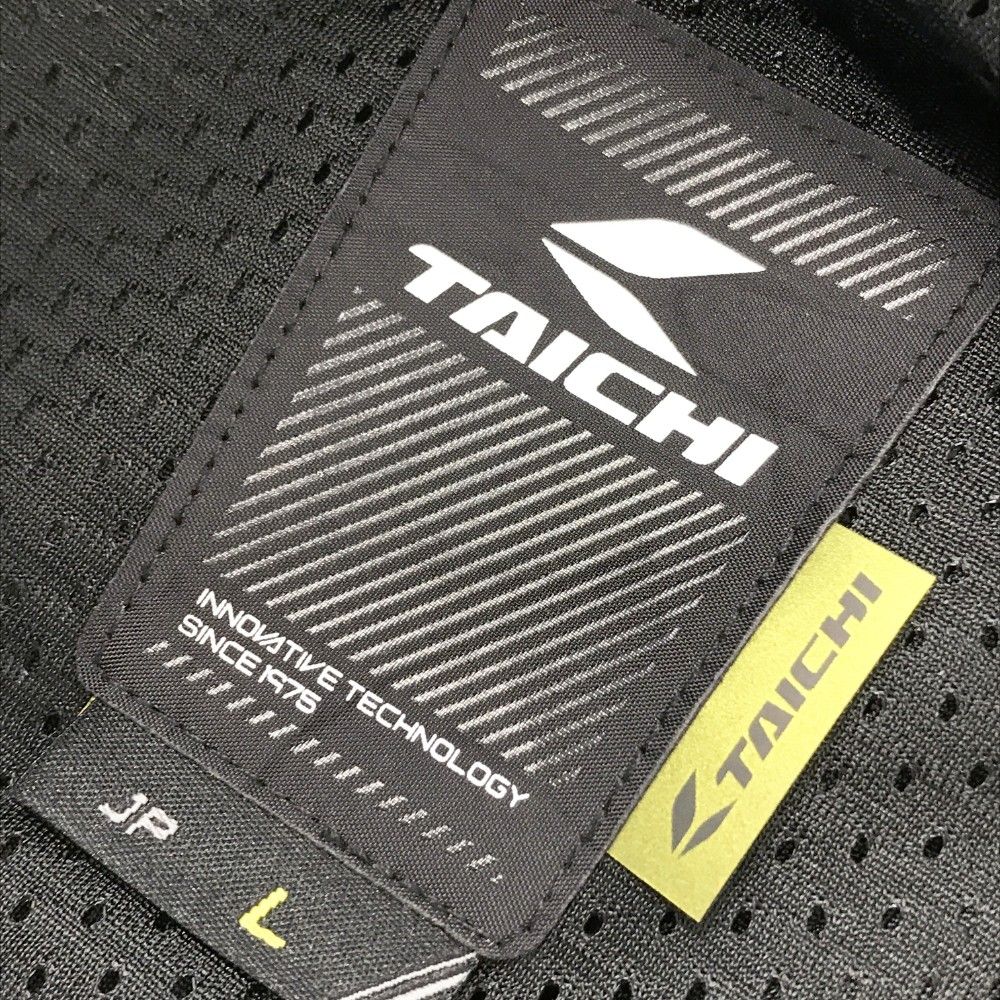 TAICHI
INNOVATIVE TECHNOLOGY
SINCE 1975
TAICHI
JP
L